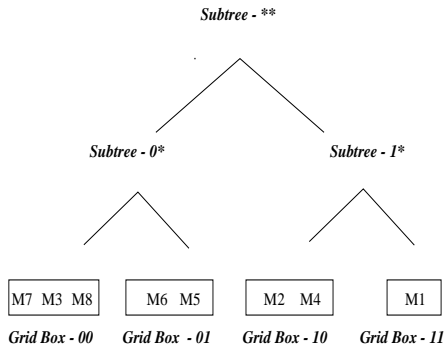 Subtree - **
Subtree - 0* Subtree - 1*
M7 M3 M8 M6 M5 M2 M4 M1
Grid Box - 00 Grid Box - 01 Grid Box - 10 Grid Box - 11